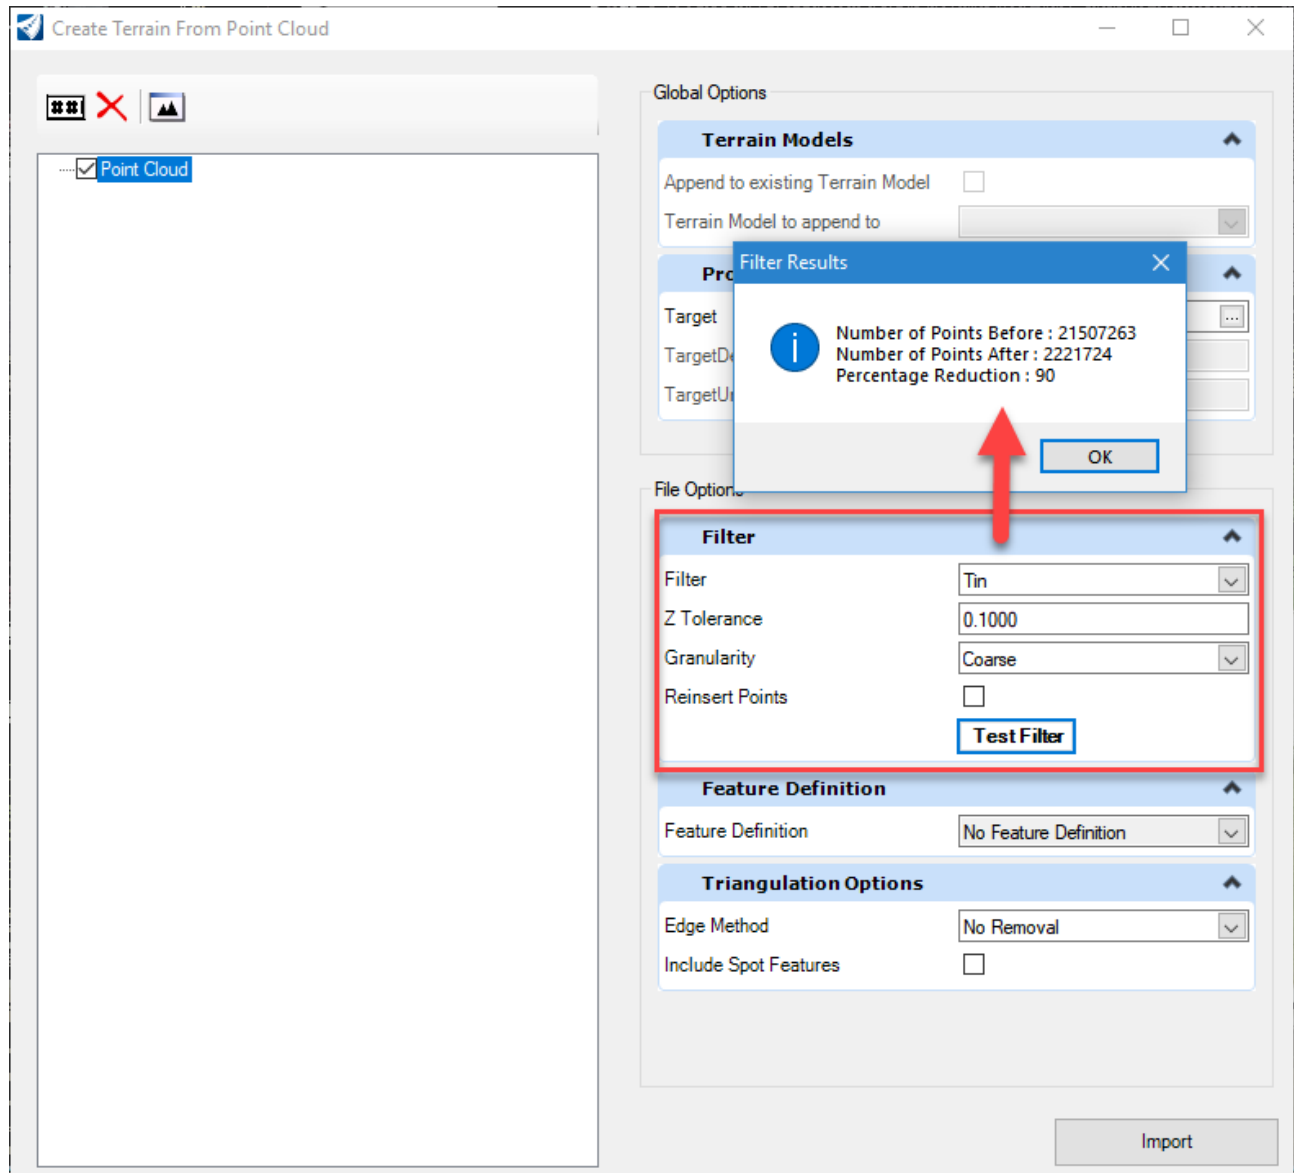 Create Terrain From Point Cloud
Point Cloud
Global Options
Terrain Models
Append to existing Terrain Model
Terrain Model to append to
Filter Results
Number of Points Before : 21507263
Number of Points After : 2221724
Percentage Reduction : 90
OK
Target
File Options
Filter
Filter Tin
Z Tolerance 0.1000
Granularity Coarse
Reinsert Points
Test Filter
Feature Definition
Feature Definition No Feature Definition
Triangulation Options
Edge Method No Removal
Include Spot Features
Import